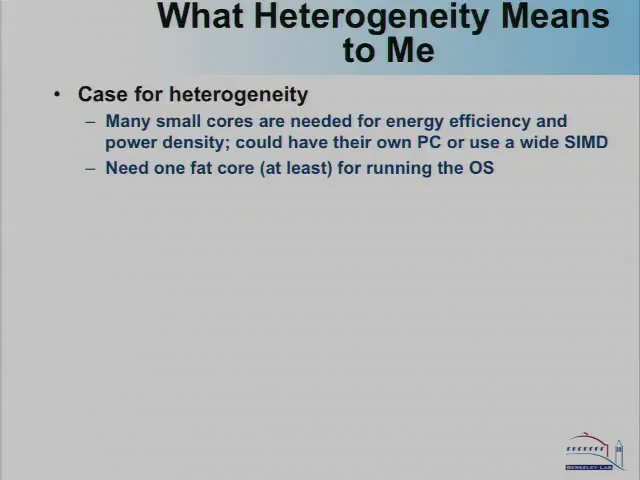 What Heterogeneity Means
to Me
• Case for heterogeneity
– Many small cores are needed for energy efficiency and
power density; could have their own PC or use a wide SIMD
– Need one fat core (at least) for running the OS
BERKELEY LAB